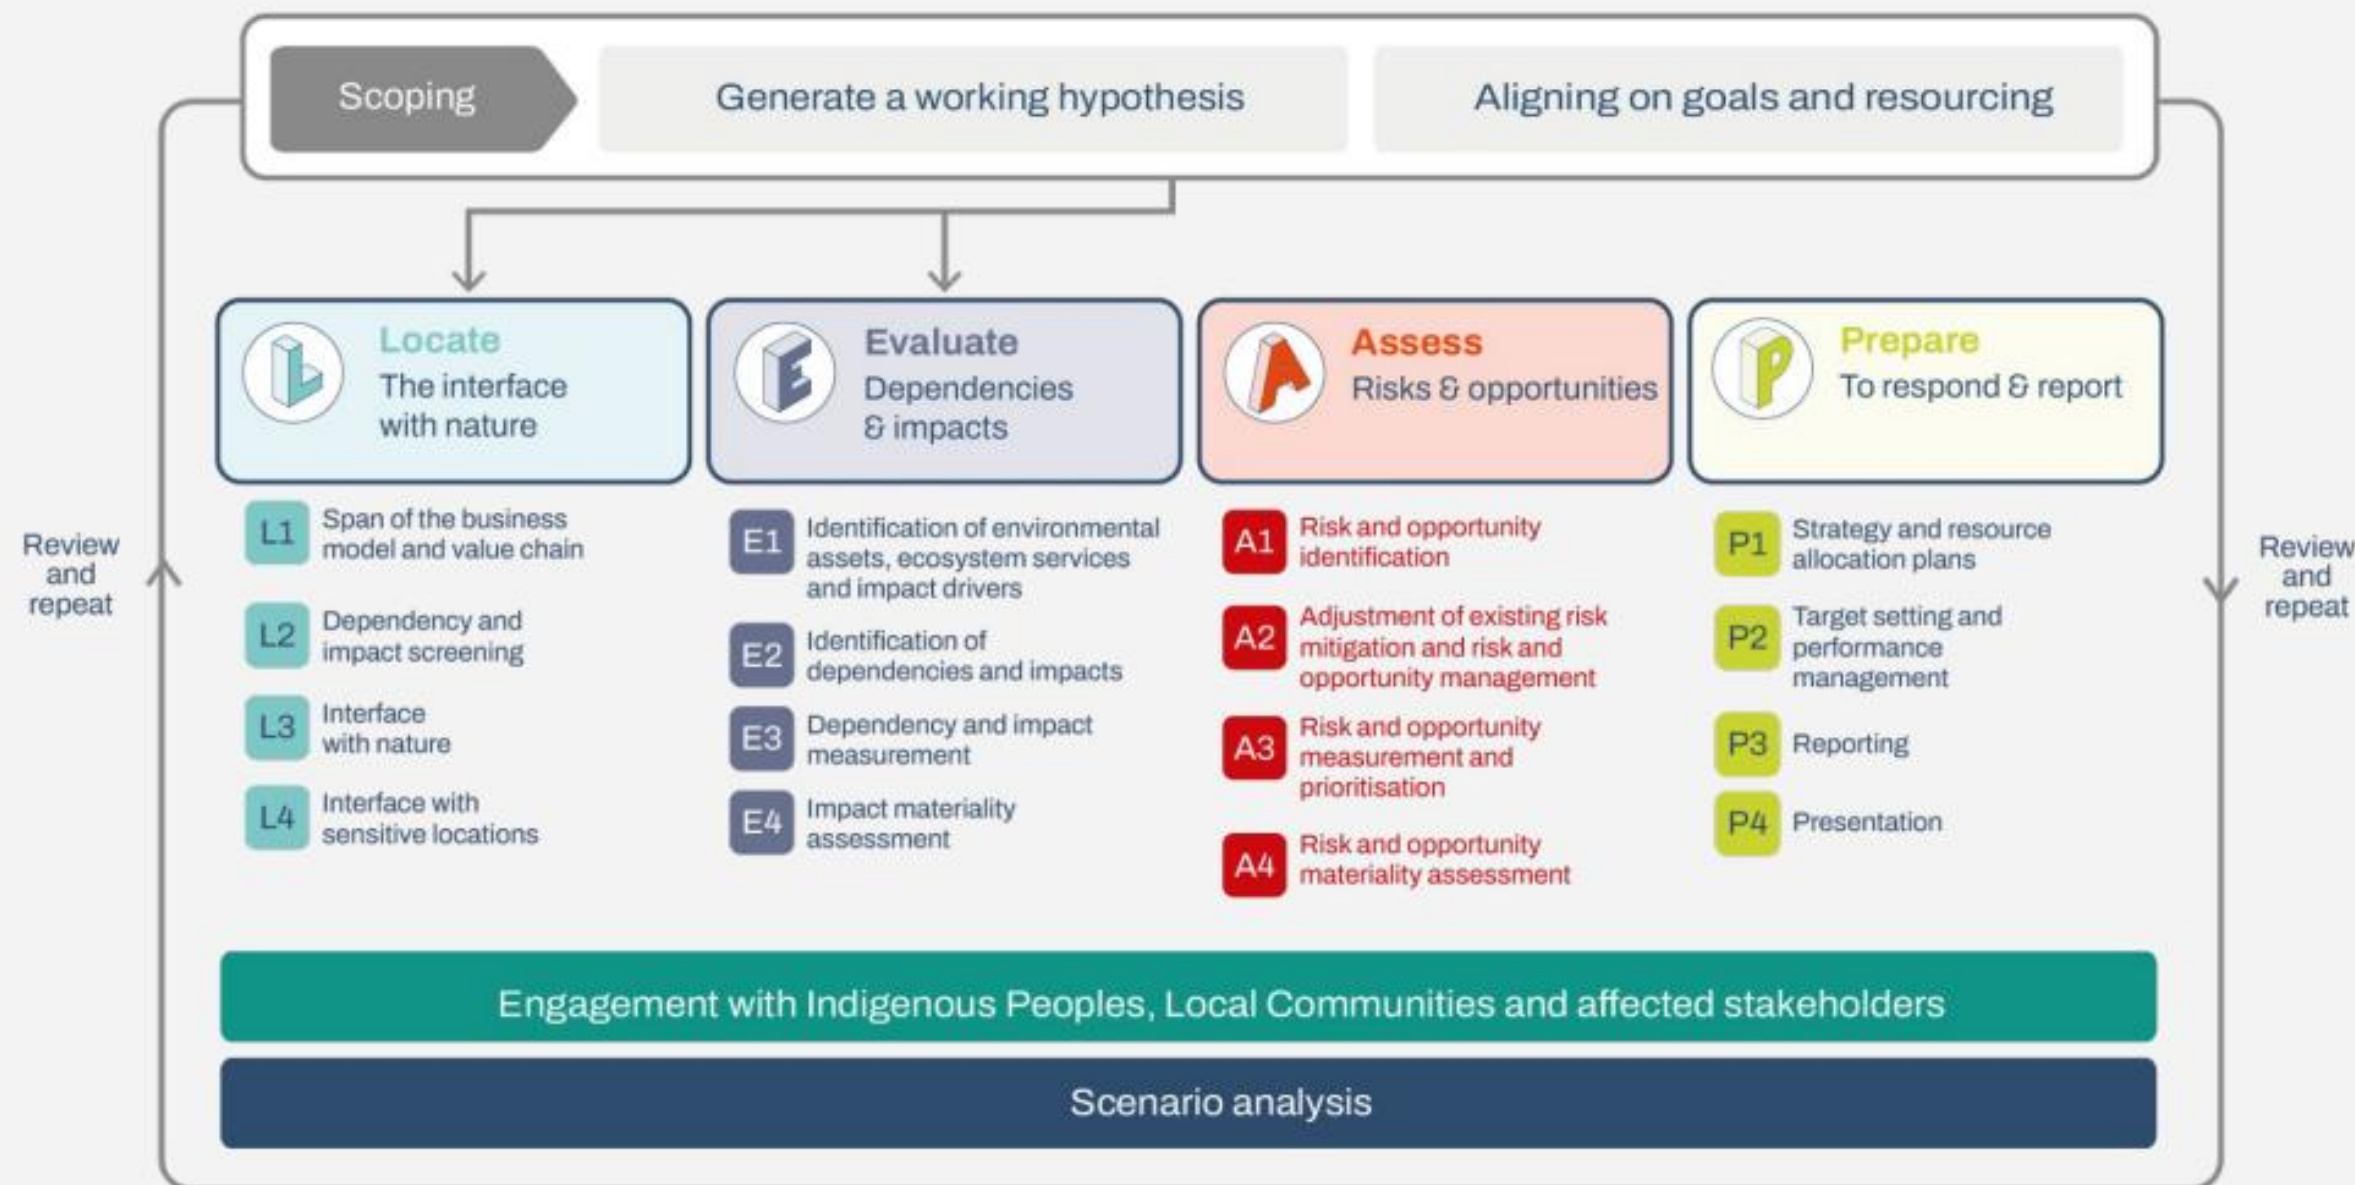 Scoping
Generate a working hypothesis
Aligning on goals and resourcing
L
Locate
The interface
with nature
E
Evaluate
Dependencies
& impacts
A
Assess
Risks & opportunities
P
Prepare
To respond & report
Review
and
repeat
L1
Span of the business
model and value chain
L2
Dependency and
impact screening
L3
Interface
with nature
L4
Interface with
sensitive locations
E1
Identification of environmental
assets, ecosystem services
and impact drivers
E2
Identification of
dependencies and impacts
E3
Dependency and impact
measurement
E4
Impact materiality
assessment
A1
Risk and opportunity
identification
A2
Adjustment of existing risk
mitigation and risk and
opportunity management
A3
Risk and opportunity
measurement and
prioritisation
A4
Risk and opportunity
materiality assessment
P1
Strategy and resource
allocation plans
P2
Target setting and
performance
management
P3
Reporting
P4
Presentation
Review
and
repeat
Engagement with Indigenous Peoples, Local Communities and affected stakeholders
Scenario analysis